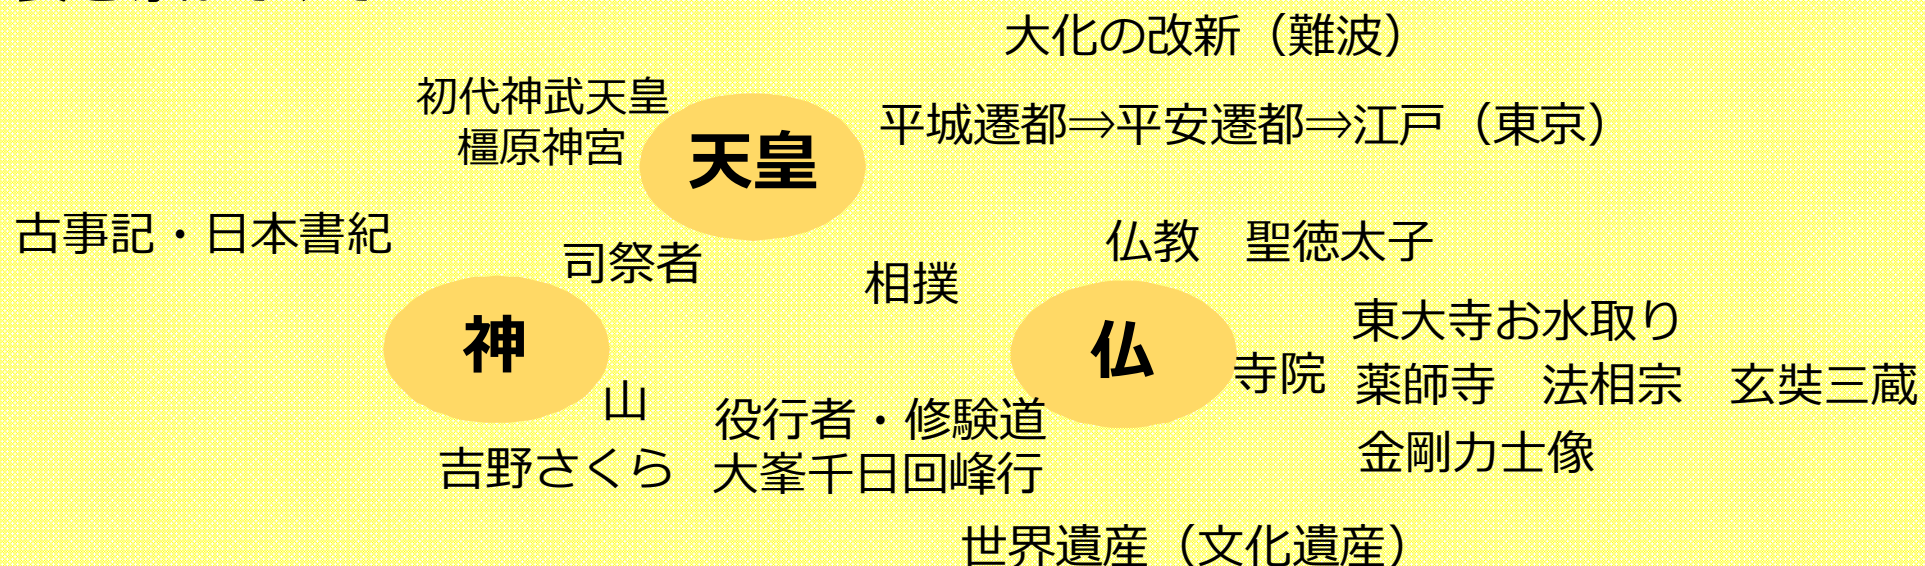 大化の改新（難波）
初代神武天皇
橿原神宮
天皇
平城遷都⇒平安遷都⇒江戸（東京）
古事記・日本書紀
司祭者
相撲
仏教　聖徳太子
神
仏
寺院
東大寺お水取り
薬師寺　法相宗　玄奘三蔵
金剛力士像
山
吉野さくら
役行者・修験道
大峯千日回峰行
世界遺産（文化遺産）